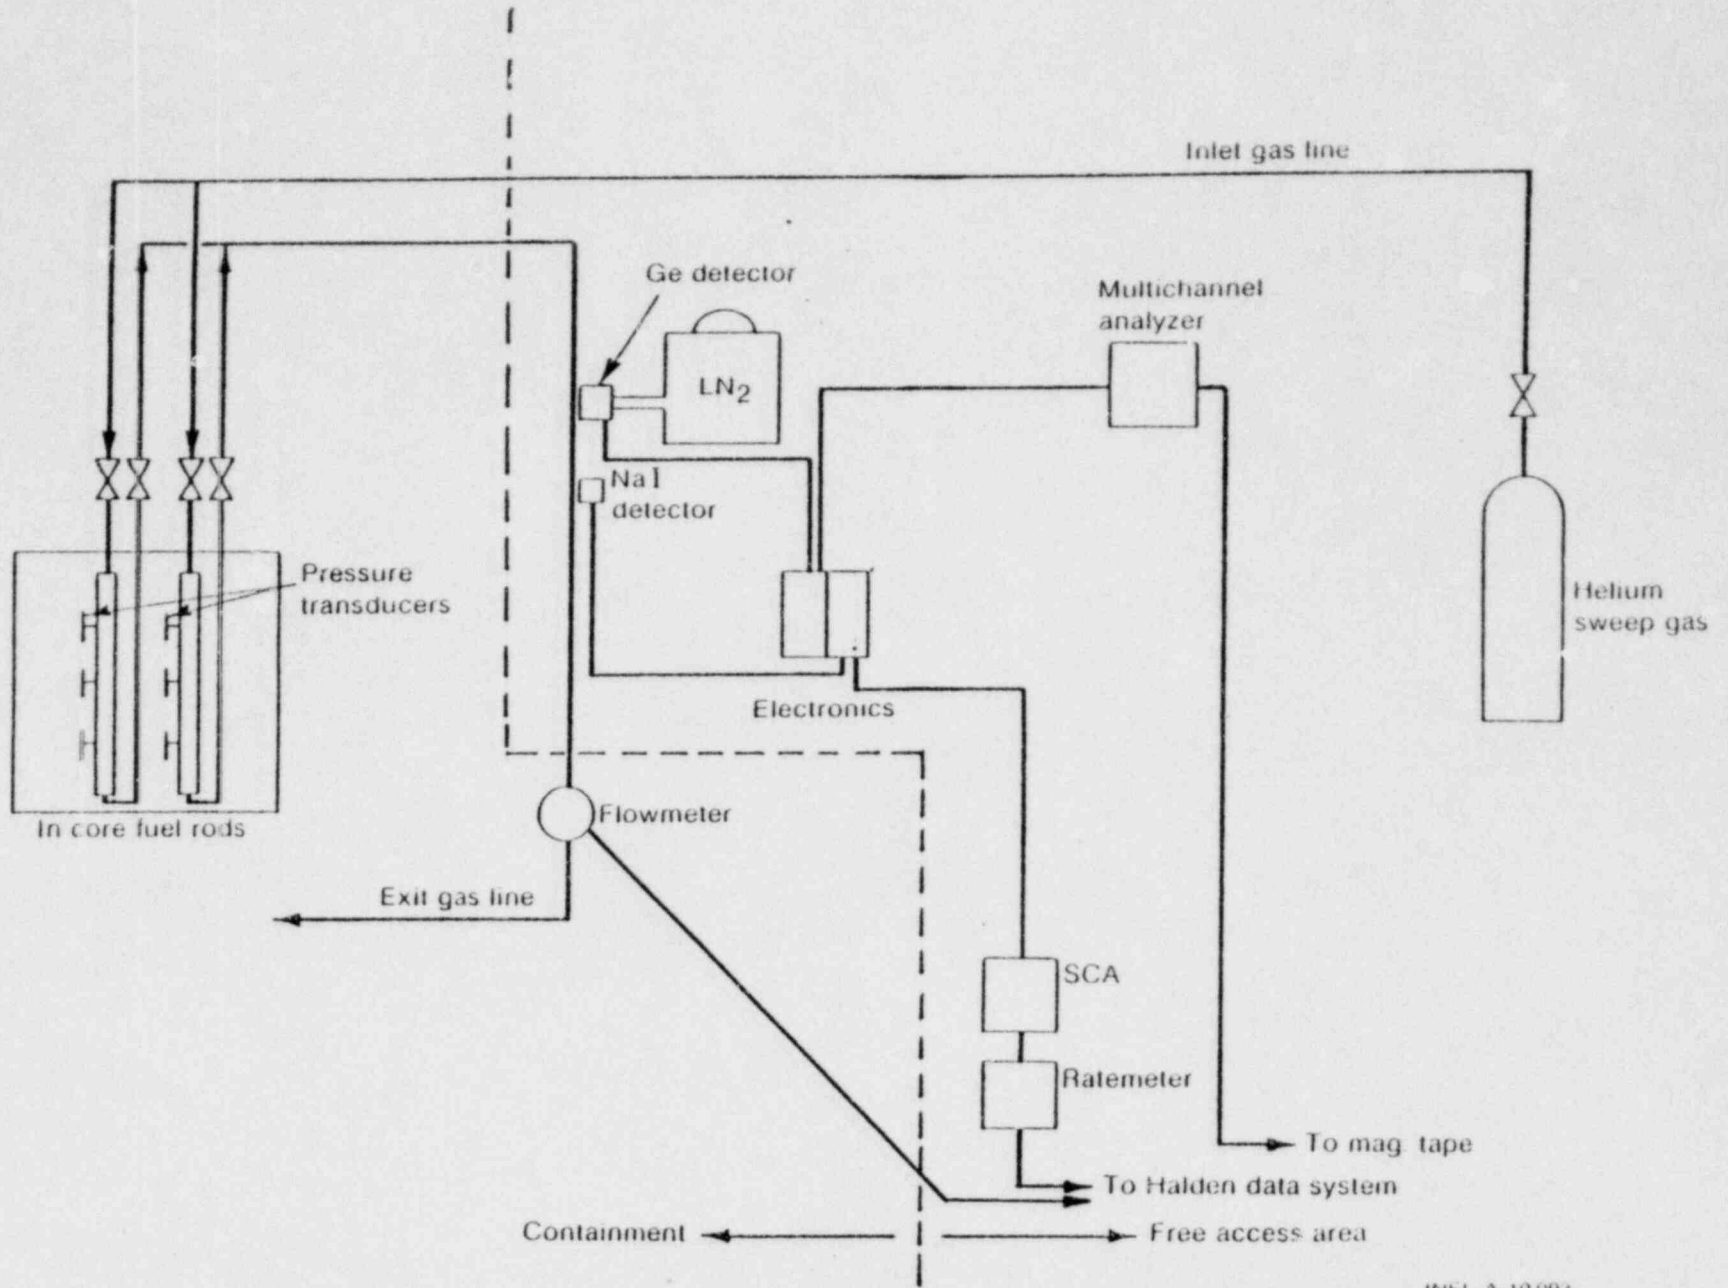 Inlet gas line
Ge detector
Multichannel
analyzer
LN2
NaI
detector
Pressure
transducers
Helium
sweep gas
Electronics
Flowmeter
In core fuel rods
Exit gas line
SCA
Ratemeter
To mag. tape
To Halden data system
Containment
Free access area